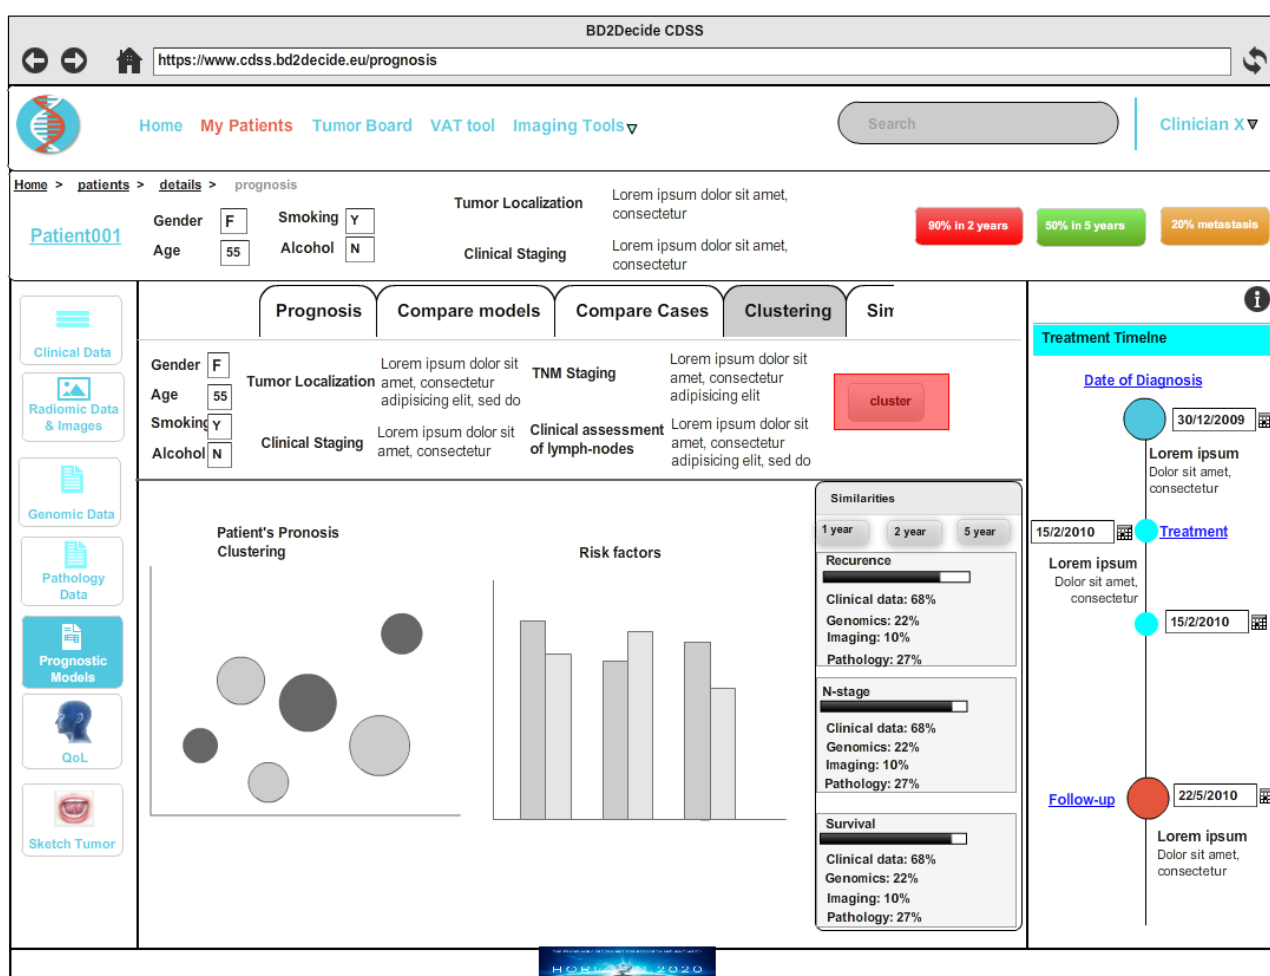 BD2Decide CDSS
https://www.cdss.bd2decide.eu/prognosis
Home My Patients Tumor Board VAT tool Imaging Tools
Search
Clinician X
Home > patients > details > prognosis
Patient001
Gender F
Smoking Y
Age 55
Alcohol N
Tumor Localization
Lorem ipsum dolor sit amet,
consectetur
Clinical Staging
Lorem ipsum dolor sit amet,
consectetur
90% in 2 years
50% in 5 years
20% metastasis
Clinical Data
Radiomic Data
& Images
Genomic Data
Pathology
Data
Prognostic
Models
QoL
Sketch Tumor
Prognosis
Compare models
Compare Cases
Clustering
Sim
Gender F
Age 55
Smoking Y
Alcohol N
Tumor Localization
Lorem ipsum dolor sit
amet, consectetur
adipisicing elit, sed do
Clinical Staging
Lorem ipsum dolor sit
amet, consectetur
TNM Staging
Lorem ipsum dolor sit
amet, consectetur
adipisicing elit
Clinical assessment
of lymph-nodes
Lorem ipsum dolor sit
amet, consectetur
adipisicing elit, sed do
cluster
Patient's Pronosis
Clustering
Risk factors
Similarities
1 year
2 year
5 year
Recurence
Clinical data: 68%
Genomics: 22%
Imaging: 10%
Pathology: 27%
N-stage
Clinical data: 68%
Genomics: 22%
Imaging: 10%
Pathology: 27%
Survival
Clinical data: 68%
Genomics: 22%
Imaging: 10%
Pathology: 27%
i
Treatment Timelne
Date of Diagnosis
30/12/2009
Lorem ipsum
Dolor sit amet,
consectetur
15/2/2010
Treatment
Lorem ipsum
Dolor sit amet,
consectetur
15/2/2010
Follow-up
22/5/2010
Lorem ipsum
Dolor sit amet,
consectetur
HORIZON 2020